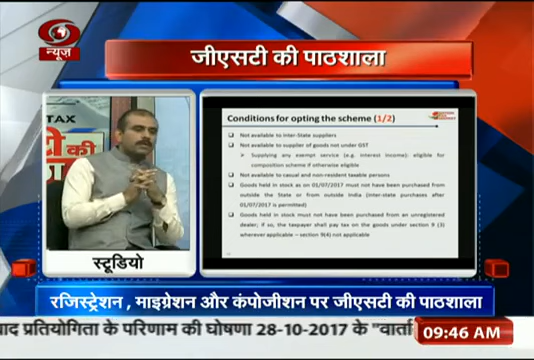 न्यूज़
जीएसटी की पाठशाला
TAX
टी की
Conditions for opting the scheme (1/2)
❑ Not available to inter-State suppliers
❑ Not available to supplier of goods not under GST
➢ Supplying any exempt service (e.g. interest income): eligible for
composition scheme if otherwise eligible
❑ Not available to casual and non-resident taxable persons
❑ Goods held in stock as on 01/07/2017 must not have been purchased from
outside the State or from outside India (inter-state purchases after
01/07/2017 is permitted)
❑ Goods held in stock must not have been purchased from an unregistered
dealer; if so, the taxpayer shall pay tax on the goods under section 9 (3)
wherever applicable – section 9(4) not applicable
स्टूडियो
रजिस्ट्रेशन , माइग्रेशन और कंपोजीशन पर जीएसटी की पाठशाला
वाद प्रतियोगिता के परिणाम की घोषणा 28-10-2017 के "वार्ता
09:46 AM